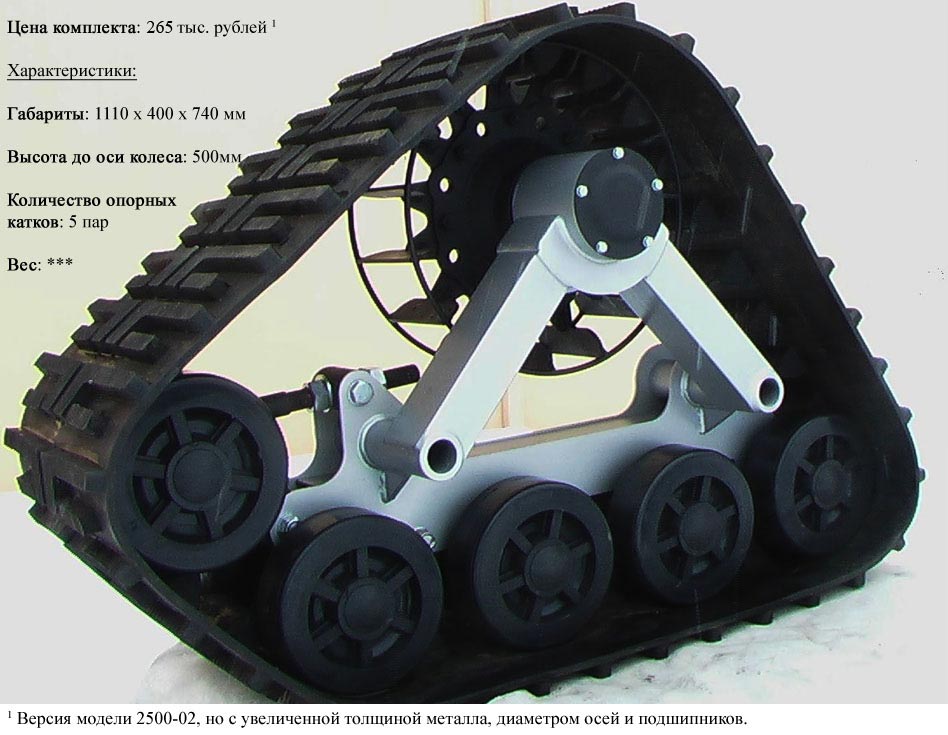 Цена комплекта: 265 тыс. рублей ¹
Характеристики:
Габариты: 1110 х 400 х 740 мм
Высота до оси колеса: 500мм
Количество опорных
катков: 5 пар
Вес: ***
¹ Версия модели 2500-02, но с увеличенной толщиной металла, диаметром осей и подшипников.